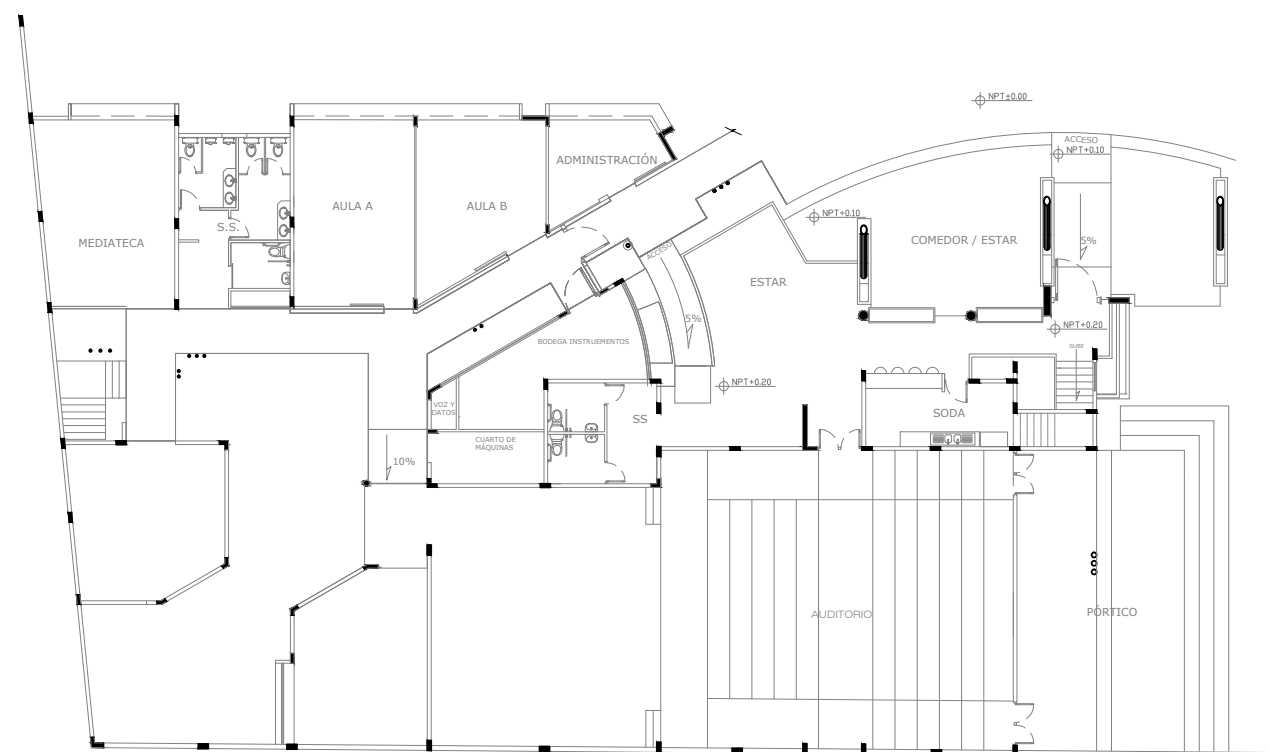 NPT±0.00
ACCESO
NPT+0.10
ADMINISTRACIÓN
AULA A
AULA B
NPT+0.10
S.S.
MEDIATECA
COMEDOR / ESTAR
5%
ACCESO
ESTAR
5%
NPT+0.20
BODEGA INSTRUEMENTOS
SUBE
NPT+0.20
VOZ Y
DATOS
SS
SODA
CUARTO DE
MÁQUINAS
10%
AUDITORIO
PÓRTICO